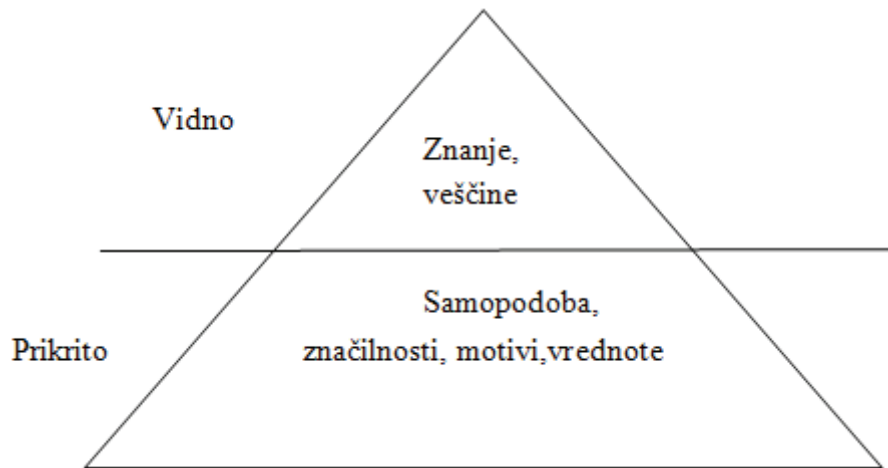 Vidno
Znanje,
veščine
Samopodoba,
Prikrito
značilnosti, motivi,vrednote